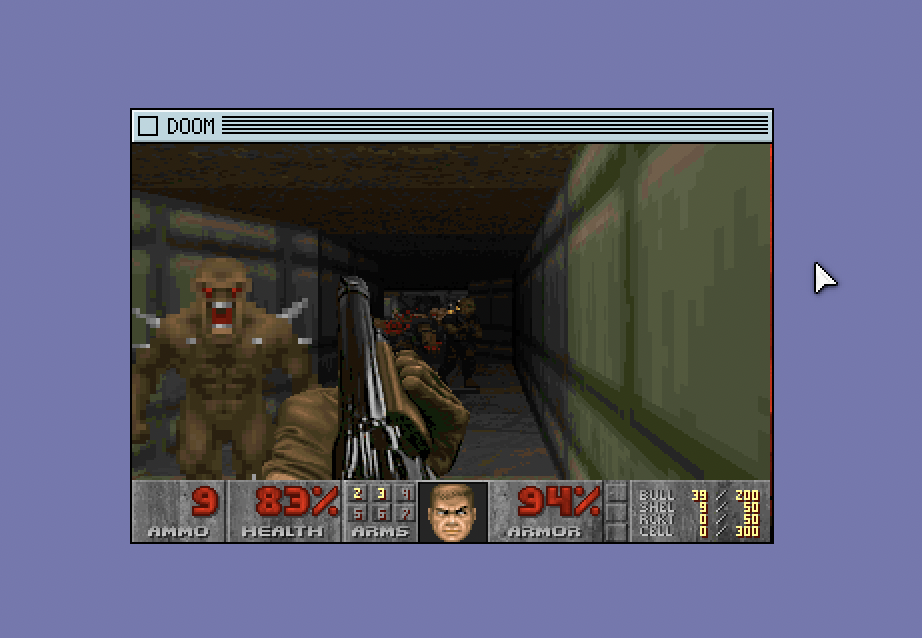 DOOM
9 83% 2 3 4 94% BULL 39 / 200
5 6 7 SHEL 9 / 50
RCKT 0 / 50
AMMO HEALTH ARMS ARMOR CELL 0 / 300